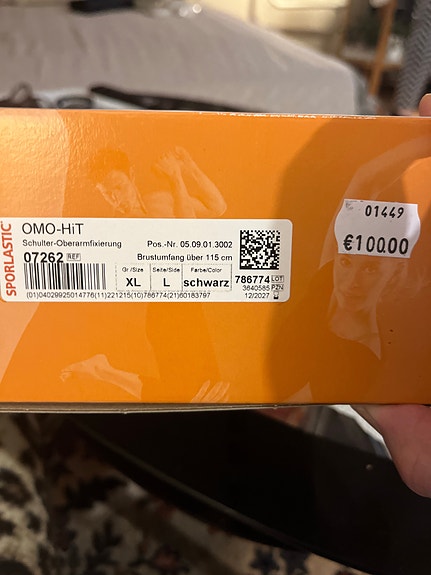 SPORLASTIC
OMO-HiT
Schulter-Oberarmfixierung
Pos.-Nr. 05.09.01.3002
07262 REF
Brustumfang über 115 cm
Gr./Size
XL
Seite/Side
L
Farbe/Color
schwarz
786774 LOT
3640585 PZN
12/2027
(01)04029925014776(11)221215(10)786774(21)60183797
01449
€100.00